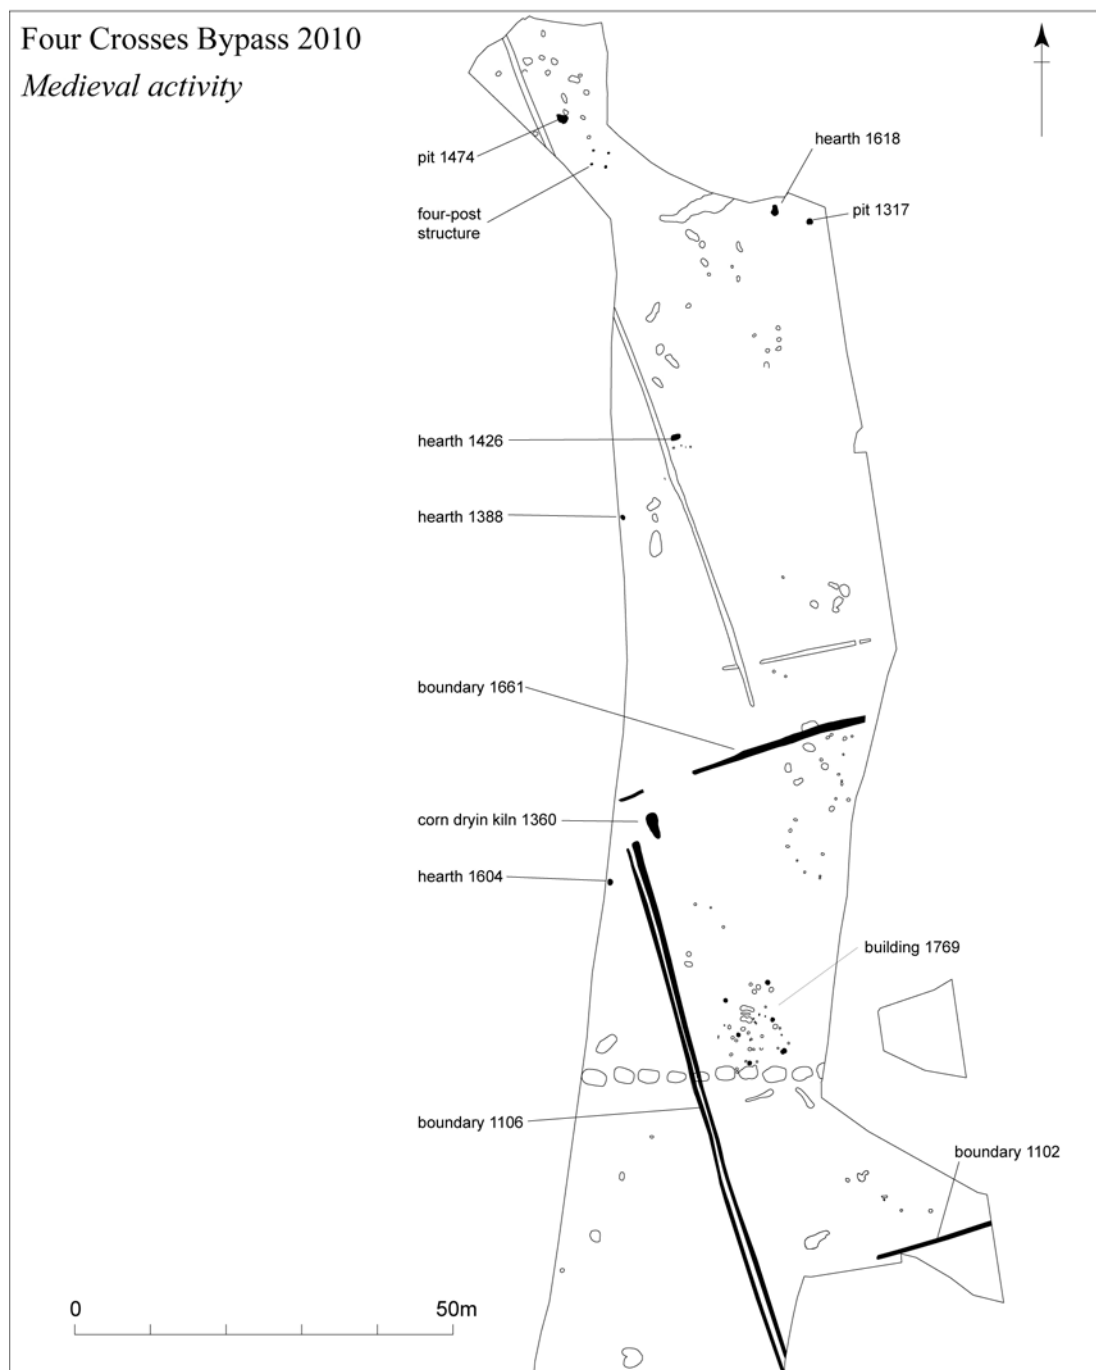 Four Crosses Bypass 2010
Medieval activity
hearth 1618
pit 1474
pit 1317
four-post
structure
hearth 1426
hearth 1388
boundary 1661
corn dryin kiln 1360
hearth 1604
building 1769
boundary 1106
boundary 1102
0 50m